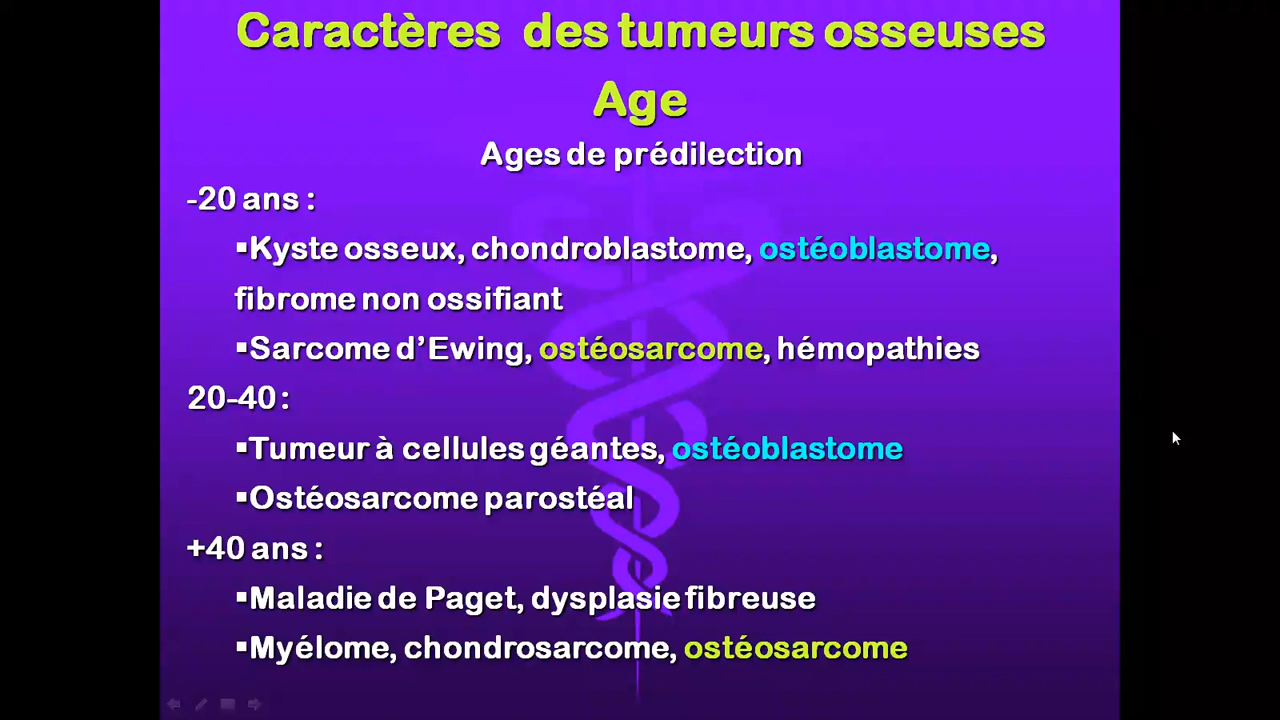 Caractères des tumeurs osseuses
Age
Ages de prédilection
-20 ans :
▪Kyste osseux, chondroblastome, ostéoblastome,
fibrome non ossifiant
▪Sarcome d’Ewing, ostéosarcome, hémopathies
20-40 :
▪Tumeur à cellules géantes, ostéoblastome
▪Ostéosarcome parostéal
+40 ans :
▪Maladie de Paget, dysplasie fibreuse
▪Myélome, chondrosarcome, ostéosarcome